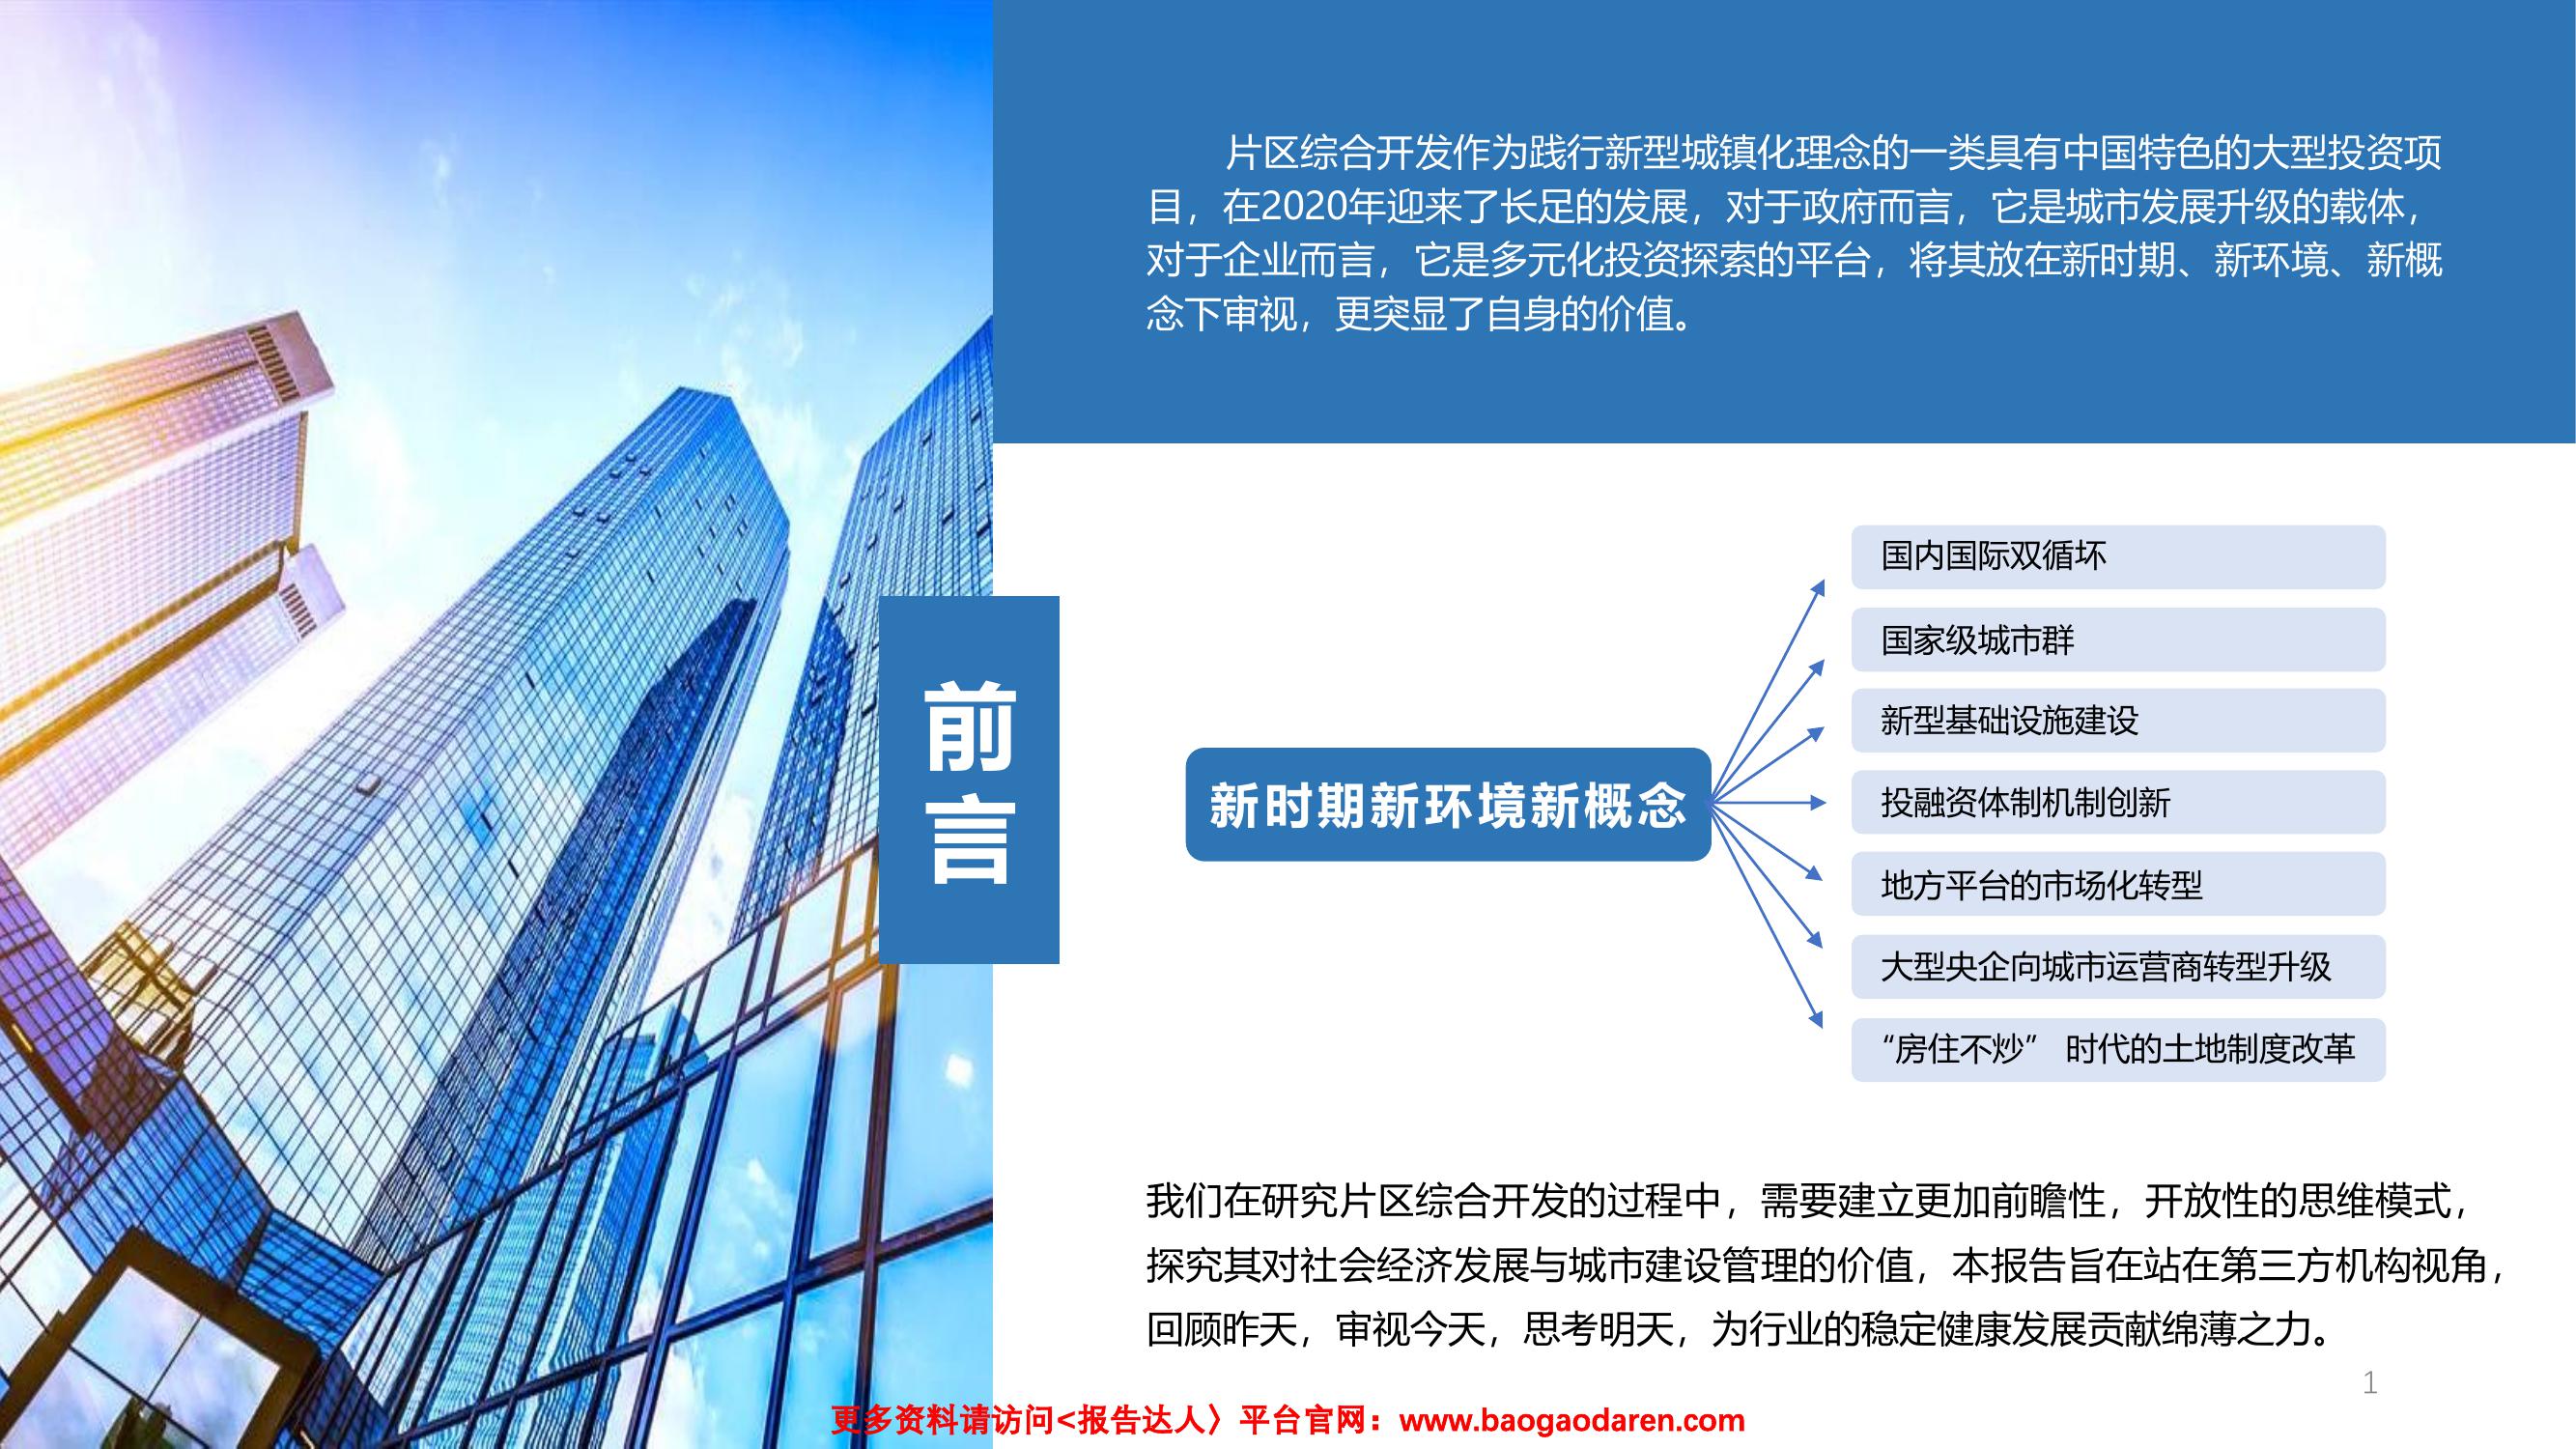 片区综合开发作为践行新型城镇化理念的一类具有中国特色的大型投资项
目，在2020年迎来了长足的发展，对于政府而言，它是城市发展升级的载体，
对于企业而言，它是多元化投资探索的平台，将其放在新时期、新环境、新概
念下审视，更突显了自身的价值。
前
言
新时期新环境新概念
国内国际双循坏
国家级城市群
新型基础设施建设
投融资体制机制创新
地方平台的市场化转型
大型央企向城市运营商转型升级
“房住不炒” 时代的土地制度改革
我们在研究片区综合开发的过程中，需要建立更加前瞻性，开放性的思维模式，
探究其对社会经济发展与城市建设管理的价值，本报告旨在站在第三方机构视角，
回顾昨天，审视今天，思考明天，为行业的稳定健康发展贡献绵薄之力。
1
更多资料请访问<报告达人〉平台官网：www.baogaodaren.com